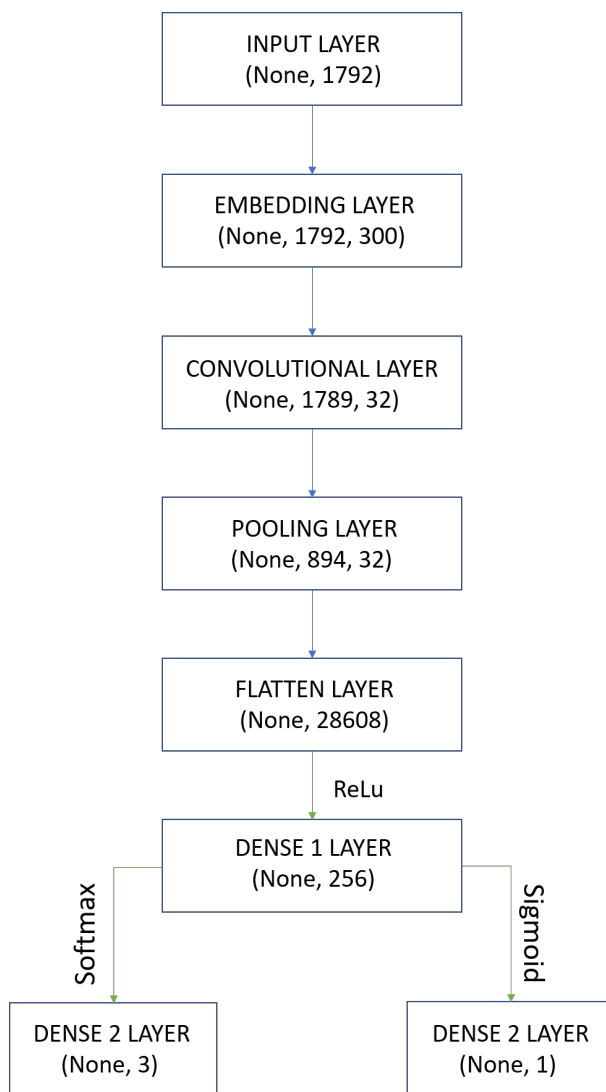 INPUT LAYER
(None, 1792)
EMBEDDING LAYER
(None, 1792, 300)
CONVOLUTIONAL LAYER
(None, 1789, 32)
POOLING LAYER
(None, 894, 32)
FLATTEN LAYER
(None, 28608)
ReLu
DENSE 1 LAYER
(None, 256)
Softmax
Sigmoid
DENSE 2 LAYER
(None, 3)
DENSE 2 LAYER
(None, 1)